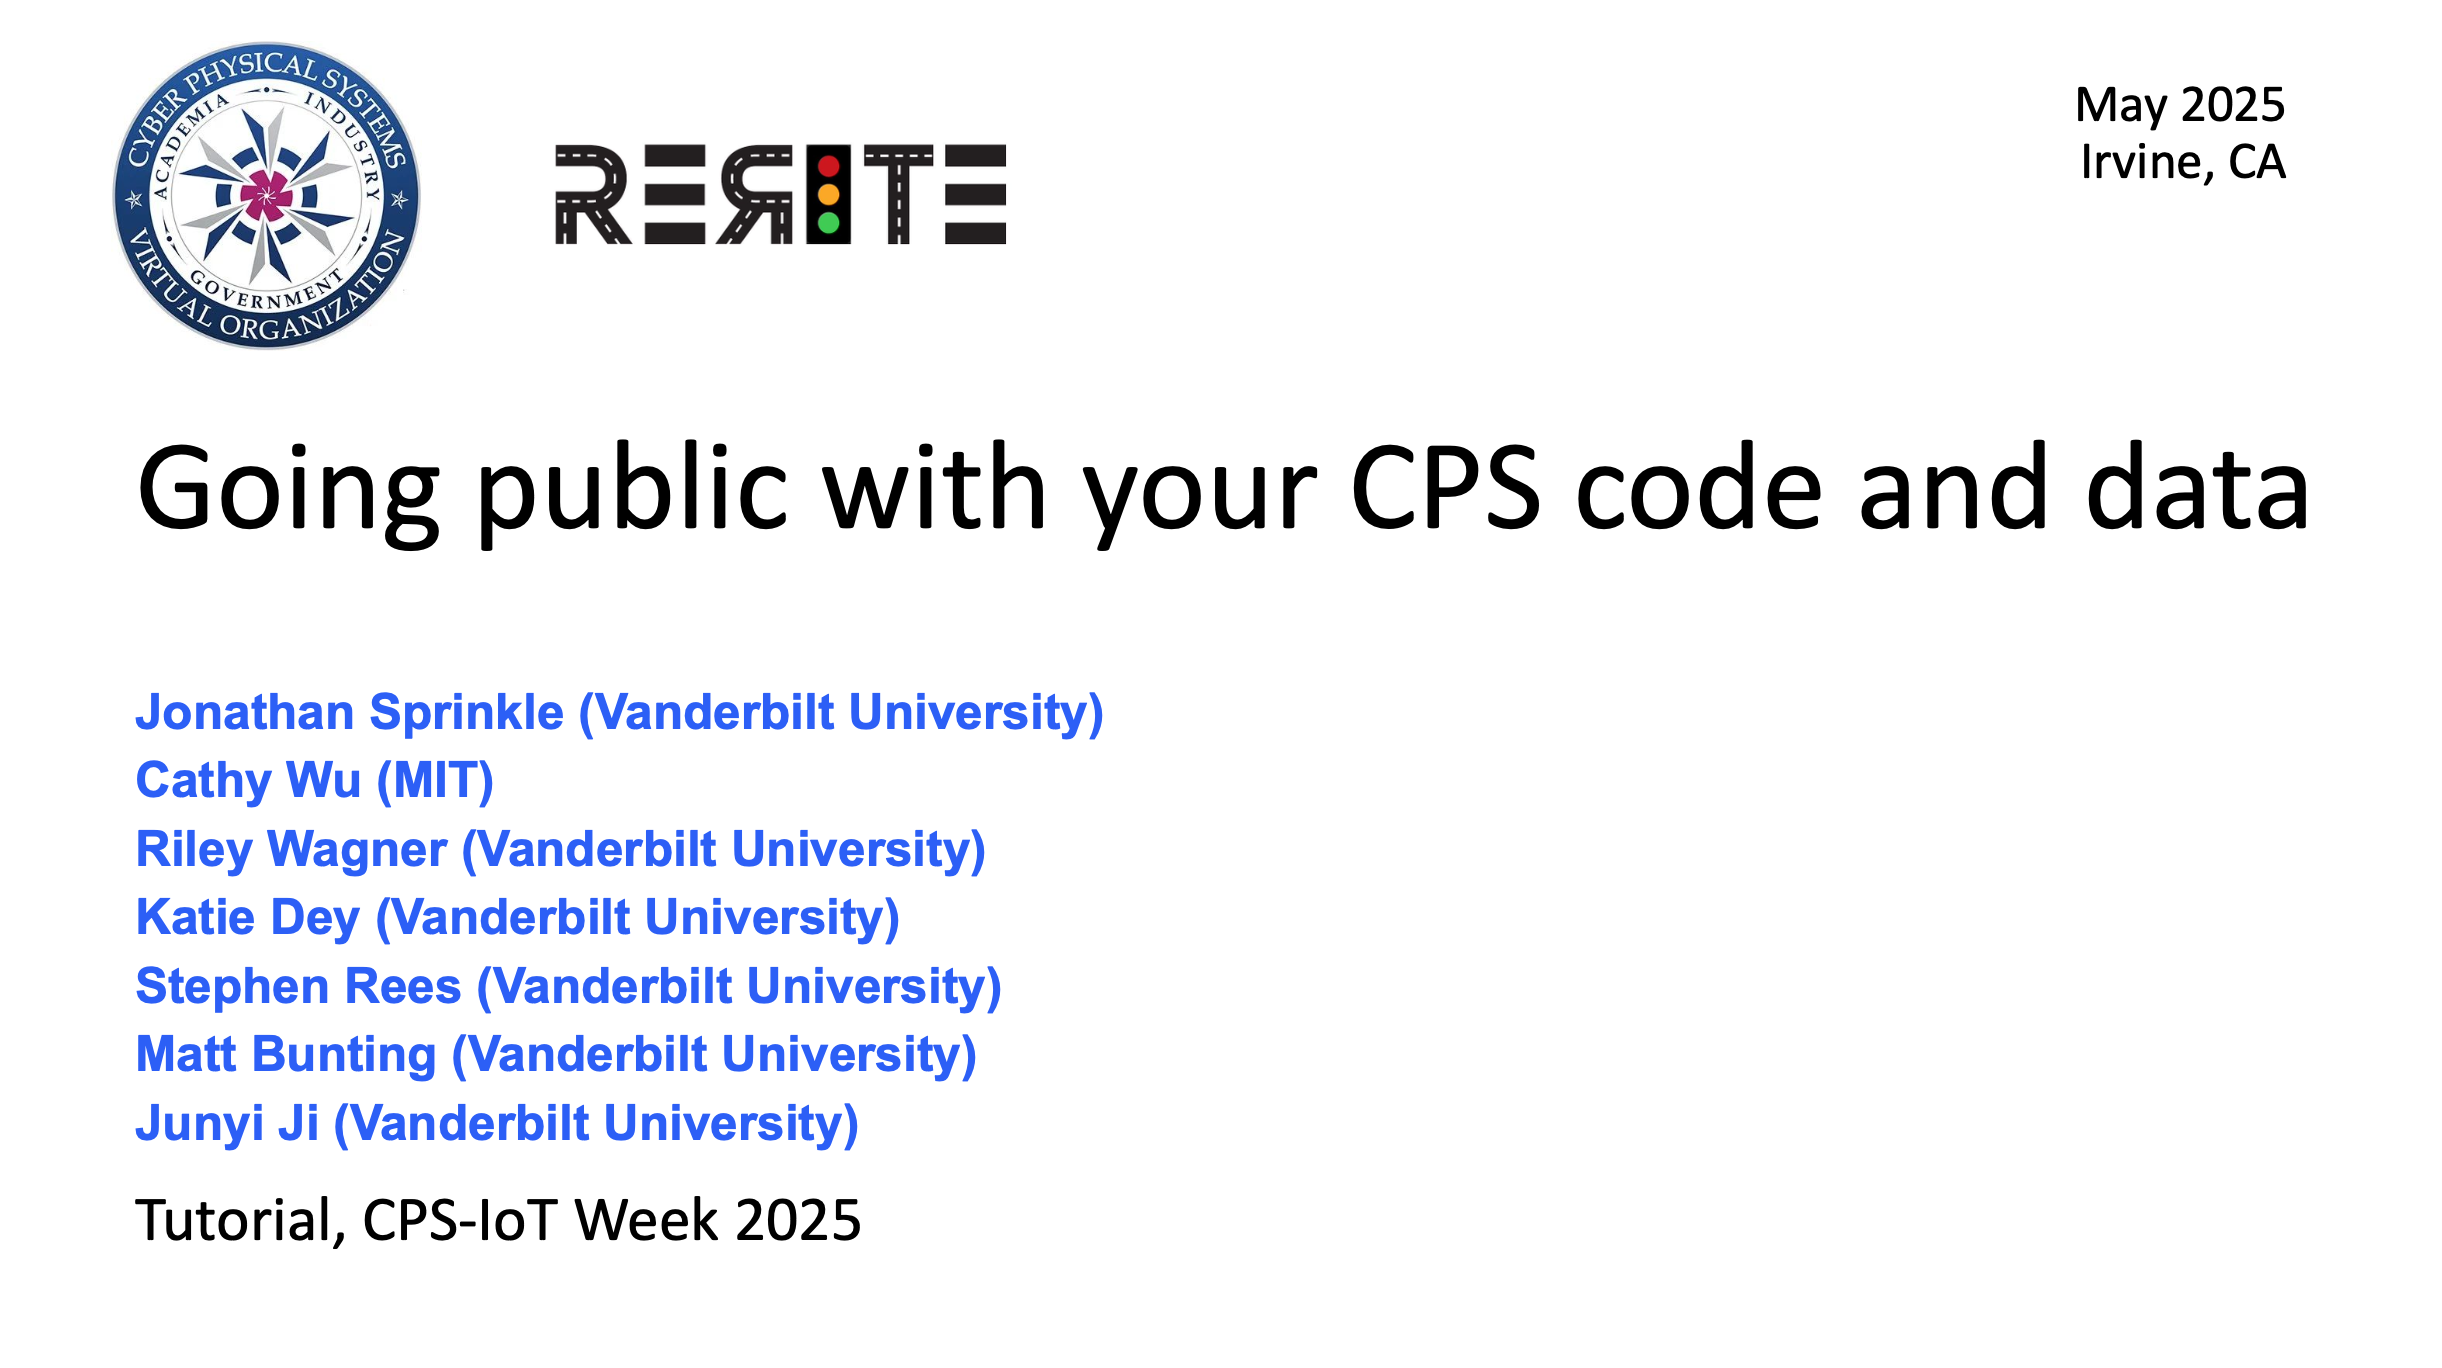 CYBER PHYSICAL SYSTEMS
VIRTUAL ORGANIZATION
ACADEMIA
INDUSTRY
GOVERNMENT
REЯITE
May 2025
Irvine, CA
Going public with your CPS code and data
Jonathan Sprinkle (Vanderbilt University)
Cathy Wu (MIT)
Riley Wagner (Vanderbilt University)
Katie Dey (Vanderbilt University)
Stephen Rees (Vanderbilt University)
Matt Bunting (Vanderbilt University)
Junyi Ji (Vanderbilt University)
Tutorial, CPS-IoT Week 2025